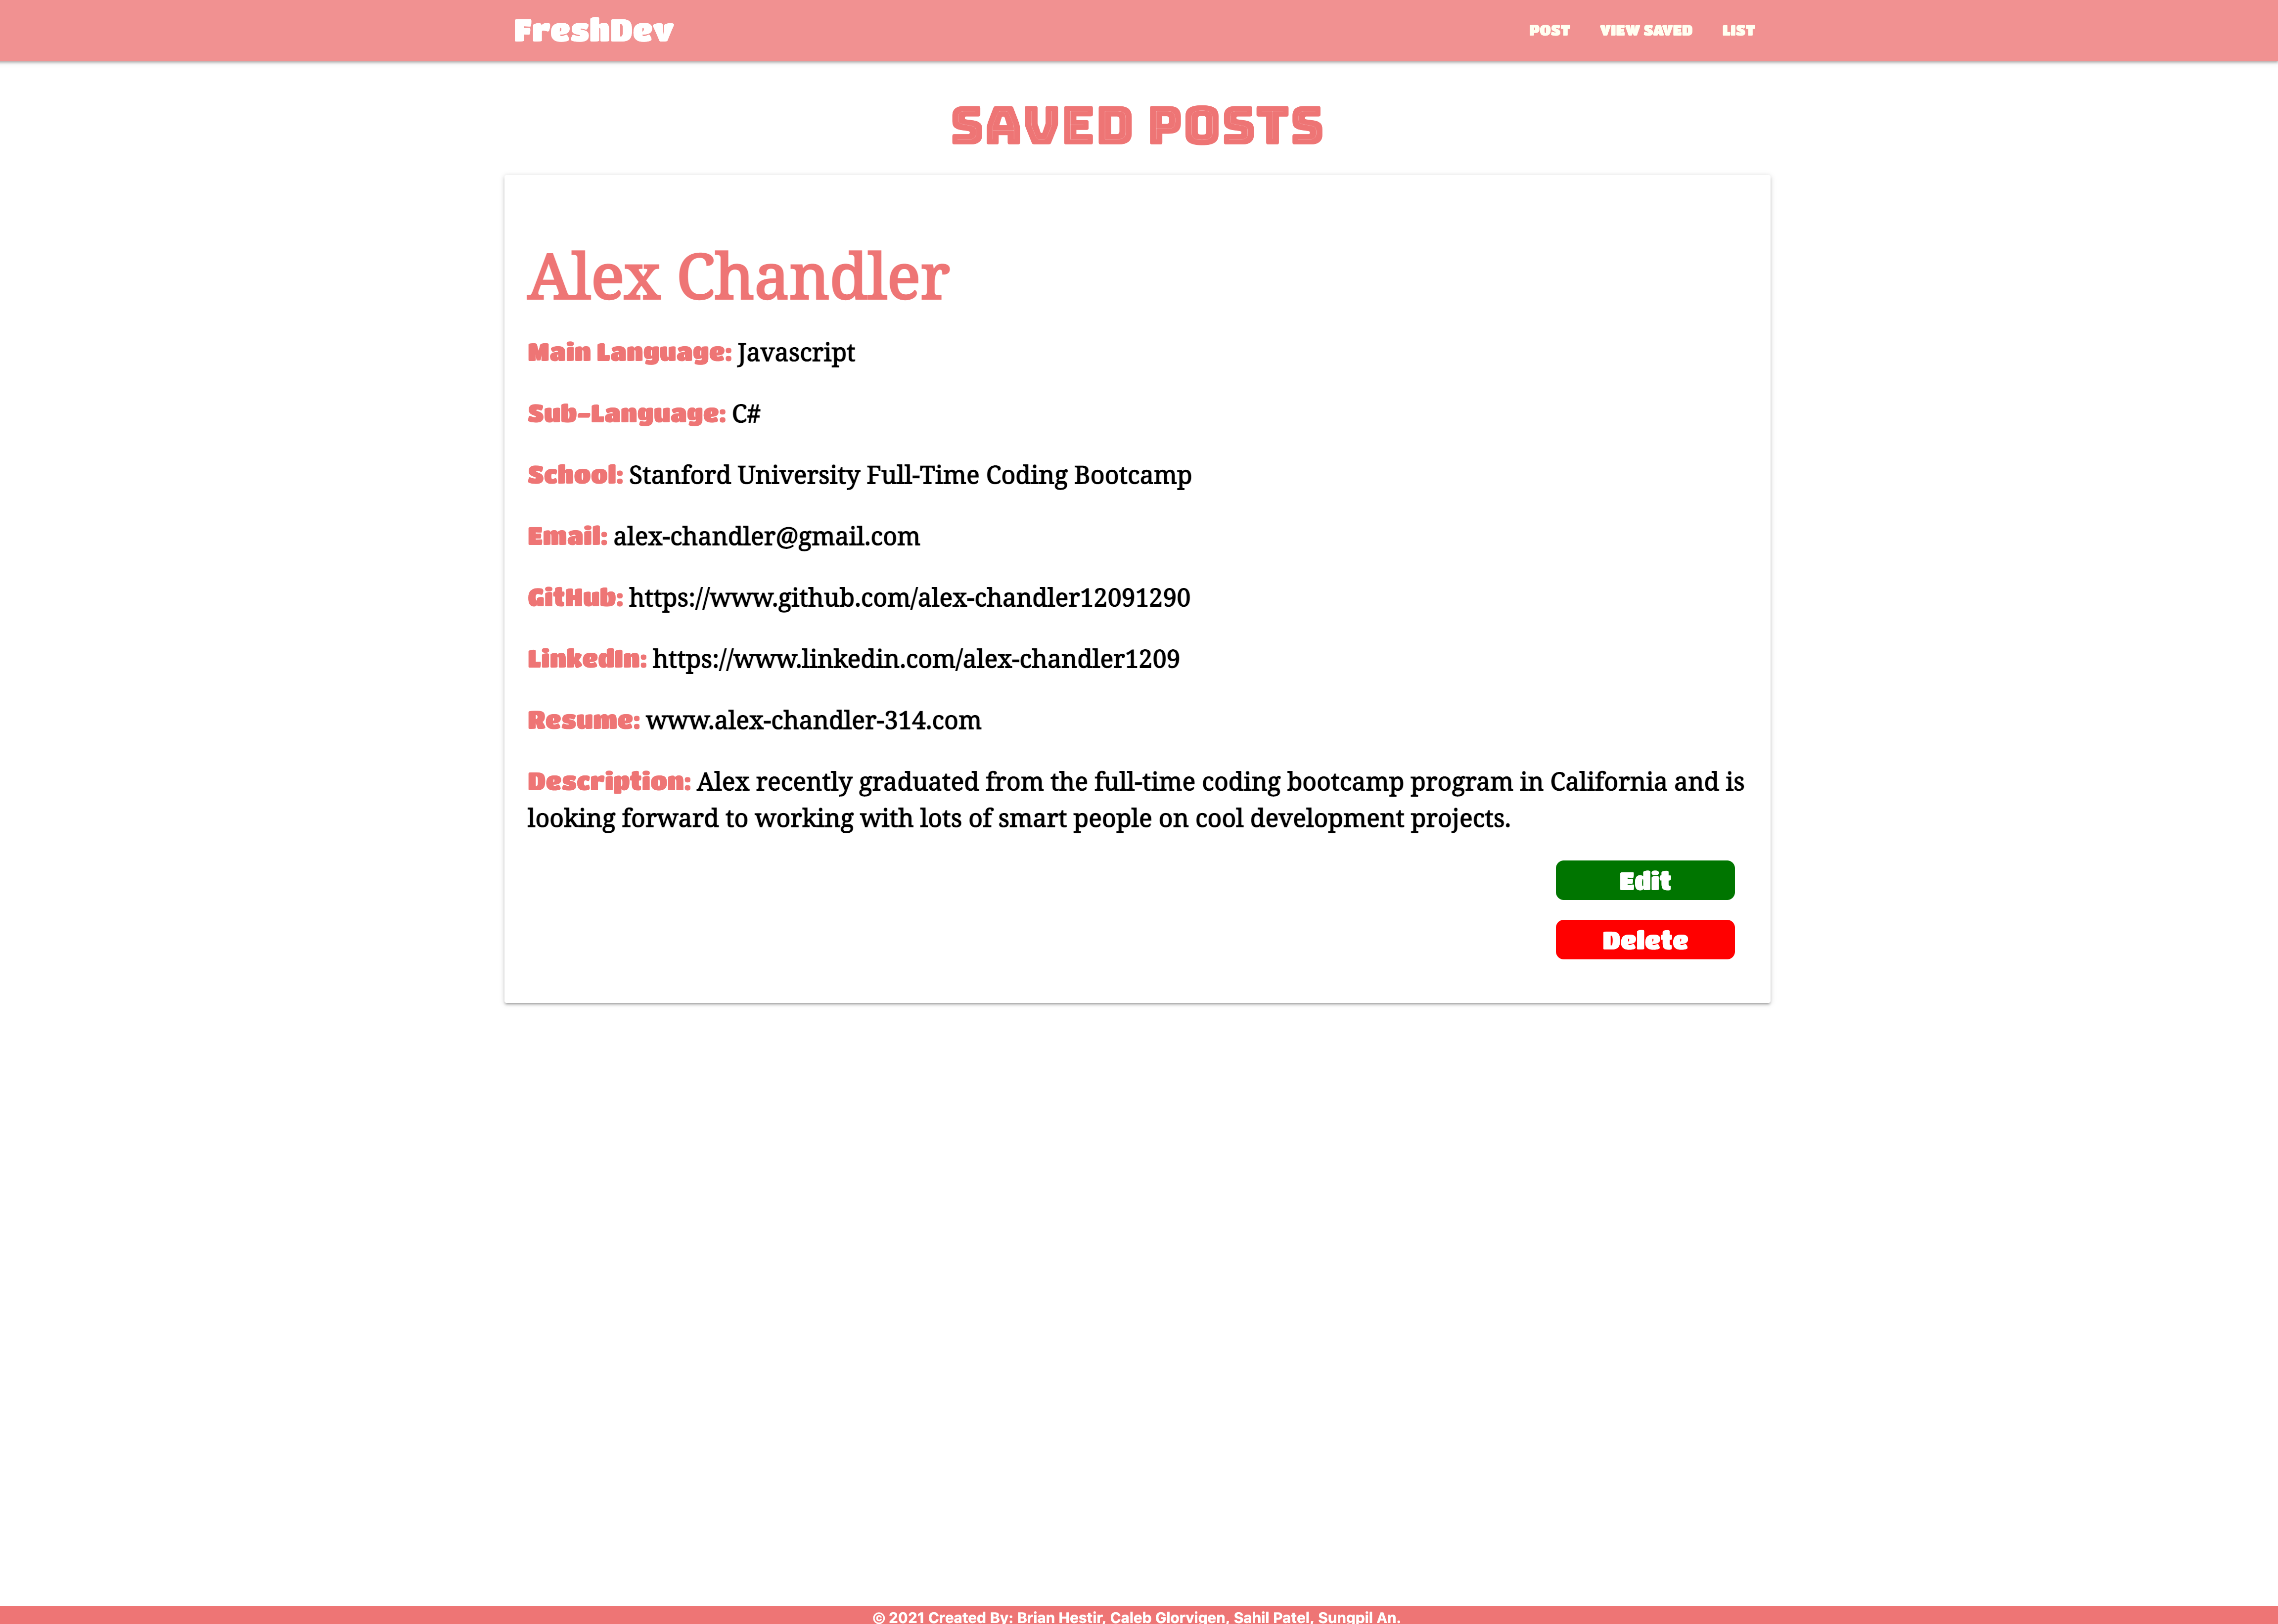 FreshDev
POST VIEW SAVED LIST
SAVED POSTS
Alex Chandler
Main Language: Javascript
Sub-Language: C#
School: Stanford University Full-Time Coding Bootcamp
Email: alex-chandler@gmail.com
GitHub: https://www.github.com/alex-chandler12091290
LinkedIn: https://www.linkedin.com/alex-chandler1209
Resume: www.alex-chandler-314.com
Description: Alex recently graduated from the full-time coding bootcamp program in California and is
looking forward to working with lots of smart people on cool development projects.
Edit
Delete
© 2021 Created By: Brian Hestir, Caleb Glorvigen, Sahil Patel, Sungpil An.